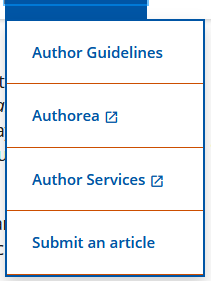 Author Guidelines
Authorea
Author Services
Submit an article